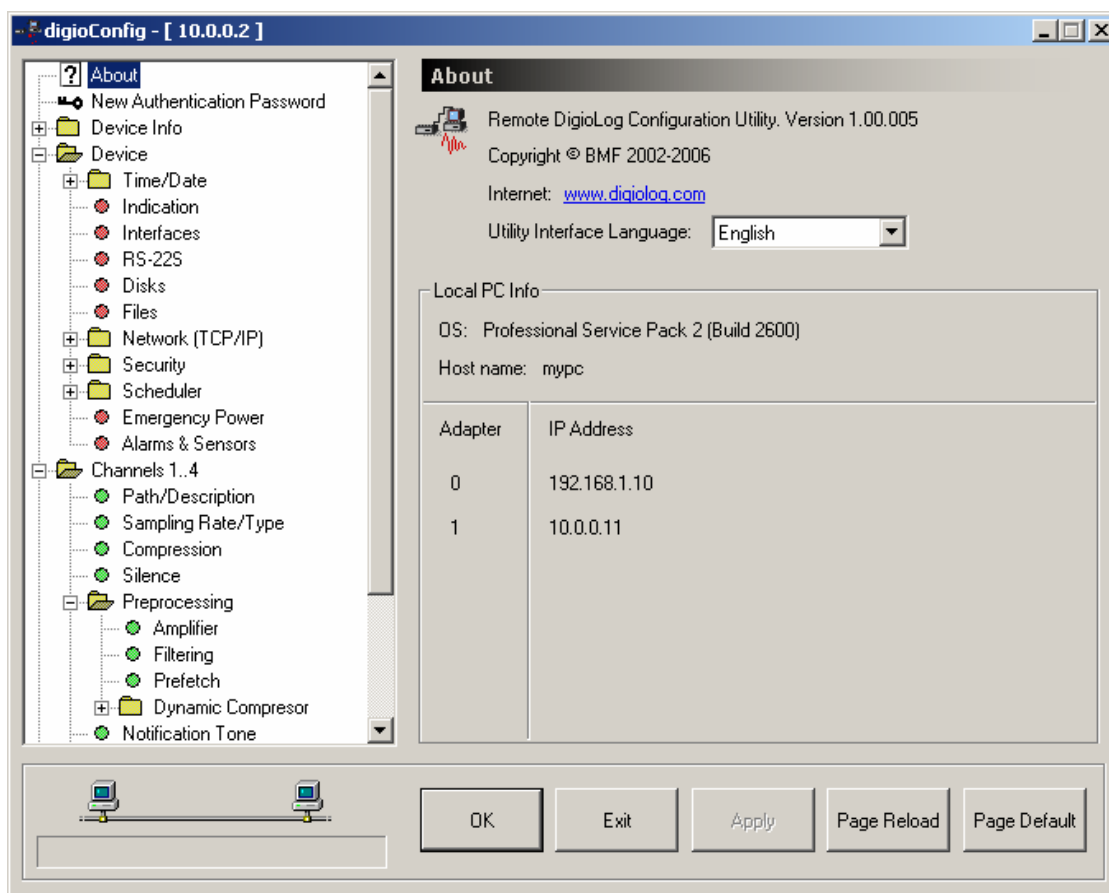 digioConfig - [ 10.0.0.2 ]
About
New Authentication Password
Device Info
Device
Time/Date
Indication
Interfaces
RS-22S
Disks
Files
Network (TCP/IP)
Security
Scheduler
Emergency Power
Alarms & Sensors
Channels 1..4
Path/Description
Sampling Rate/Type
Compression
Silence
Preprocessing
Amplifier
Filtering
Prefetch
Dynamic Compresor
Notification Tone
About
Remote DigioLog Configuration Utility. Version 1.00.005
Copyright © BMF 2002-2006
Internet: www.digiolog.com
Utility Interface Language: English
Local PC Info
OS: Professional Service Pack 2 (Build 2600)
Host name: mypc
Adapter IP Address
0 192.168.1.10
1 10.0.0.11
OK Exit Apply Page Reload Page Default